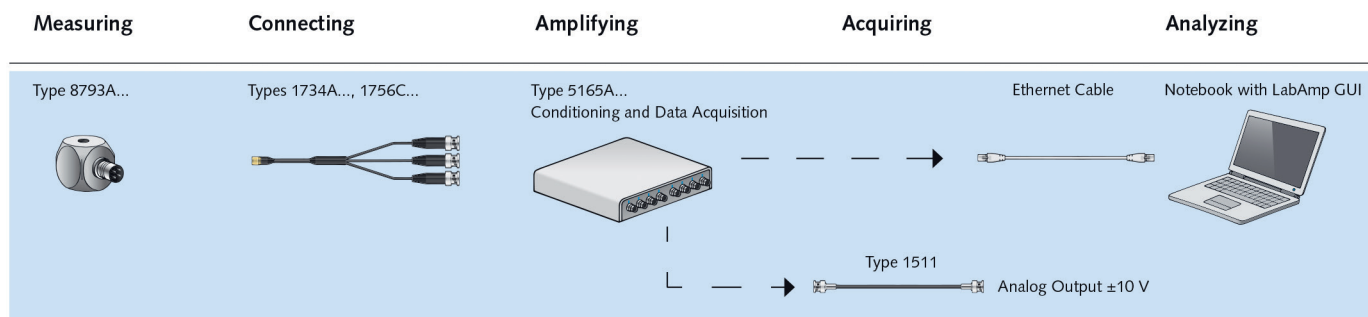 Measuring
Connecting
Amplifying
Acquiring
Analyzing
Type 8793A...
Types 1734A..., 1756C...
Type 5165A...
Conditioning and Data Acquisition
Ethernet Cable
Notebook with LabAmp GUI
Type 1511
Analog Output ±10 V